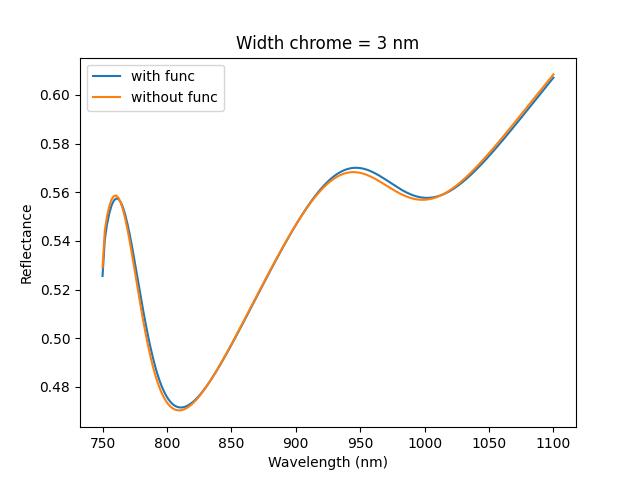 Width chrome = 3 nm
with func
without func
Reflectance
0.60
0.58
0.56
0.54
0.52
0.50
0.48
750 800 850 900 950 1000 1050 1100
Wavelength (nm)